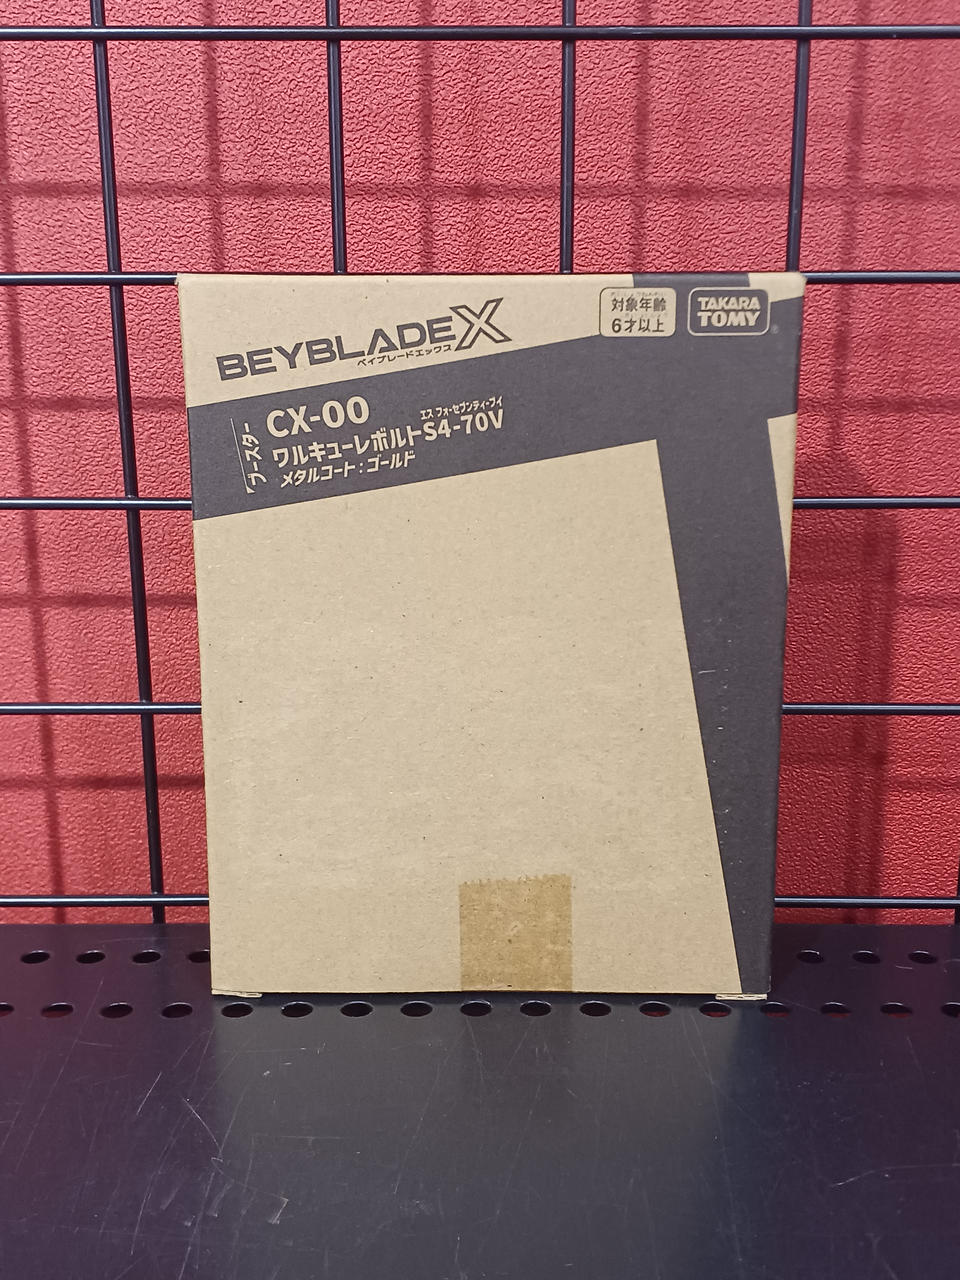 BEYBLADE X
ベイブレードエックス
対象年齢
6才以上
TAKARA
TOMY
®
ブースター
CX-00
エス フォーセブンティーブイ
ワルキューレボルトS4-70V
メタルコート:ゴールド